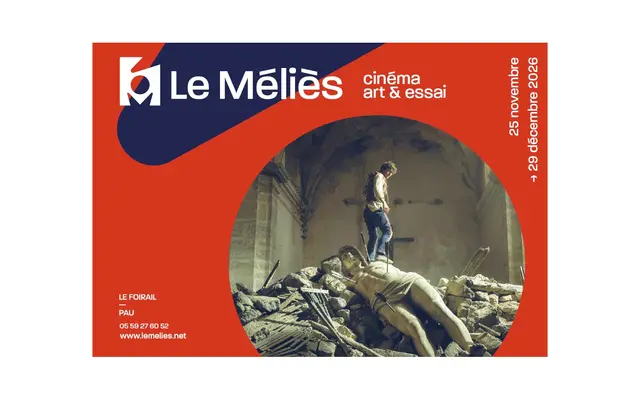 Le Méliès
cinéma
art & essai
25 novembre
→ 29 décembre 2026
LE FOIRAIL
PAU
05 59 27 60 52
www.lemelies.net